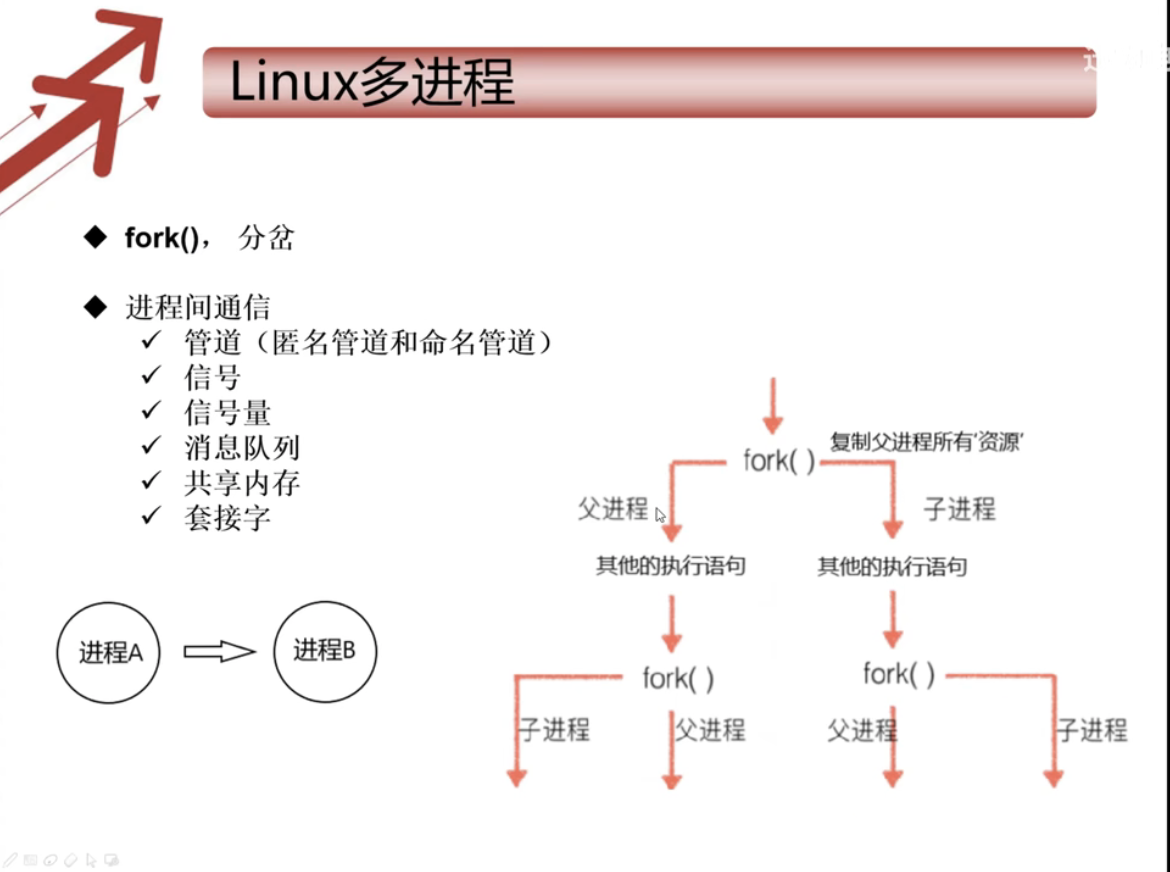 Linux多进程
fork()， 分岔
进程间通信
管道（匿名管道和命名管道）
信号
信号量
消息队列
共享内存
套接字
进程A
进程B
fork( )
复制父进程所有'资源'
父进程
子进程
其他的执行语句
其他的执行语句
fork( )
fork( )
子进程
父进程
父进程
子进程